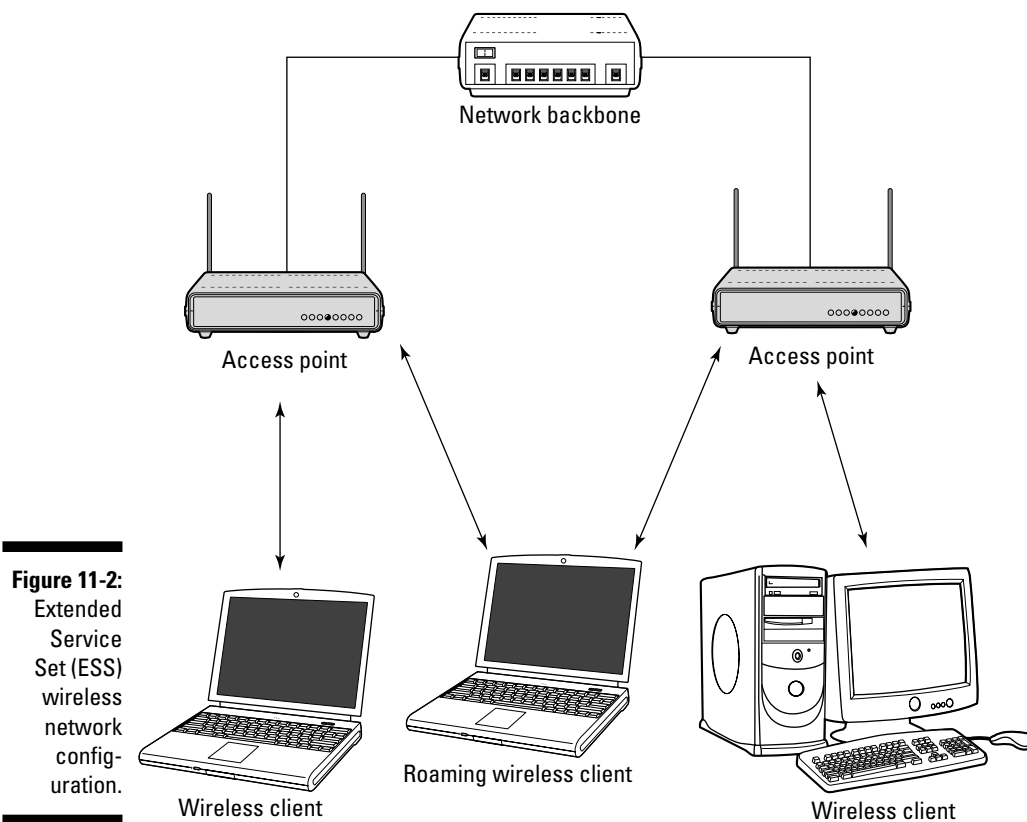 Network backbone
Access point
Access point
Figure 11-2:
Extended
Service
Set (ESS)
wireless
network
config-
uration.
Wireless client
Roaming wireless client
Wireless client